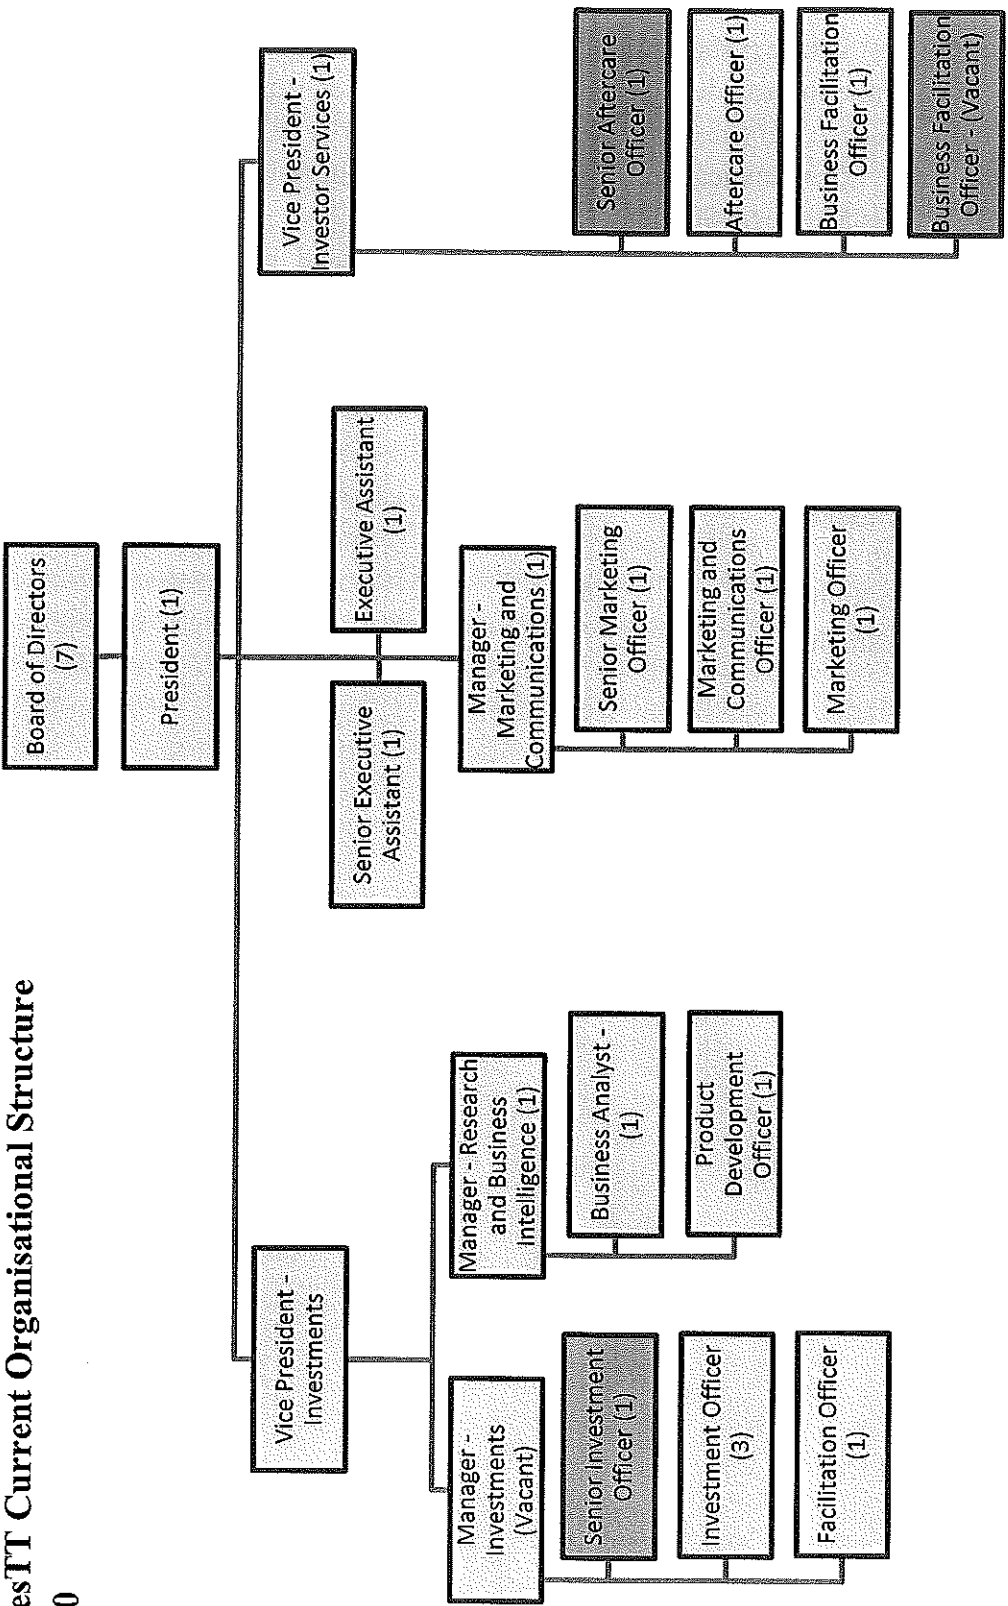 esTT Current Organisational Structure
0
Board of Directors
(7)
President (1)
Vice President -
Investments
Vice President -
Investor Services (1)
Senior Executive
Assistant (1)
Executive Assistant
(1)
Manager -
Investments
(Vacant)
Senior Investment
Officer (1)
Investment Officer
(3)
Facilitation Officer
(1)
Manager - Research
and Business
Intelligence (1)
Business Analyst -
(1)
Product
Development
Officer (1)
Manager -
Marketing and
Communications (1)
Senior Marketing
Officer (1)
Marketing and
Communications
Officer (1)
Marketing Officer
(1)
Senior Aftercare
Officer (1)
Aftercare Officer (1)
Business Facilitation
Officer (1)
Business Facilitation
Officer - (Vacant)